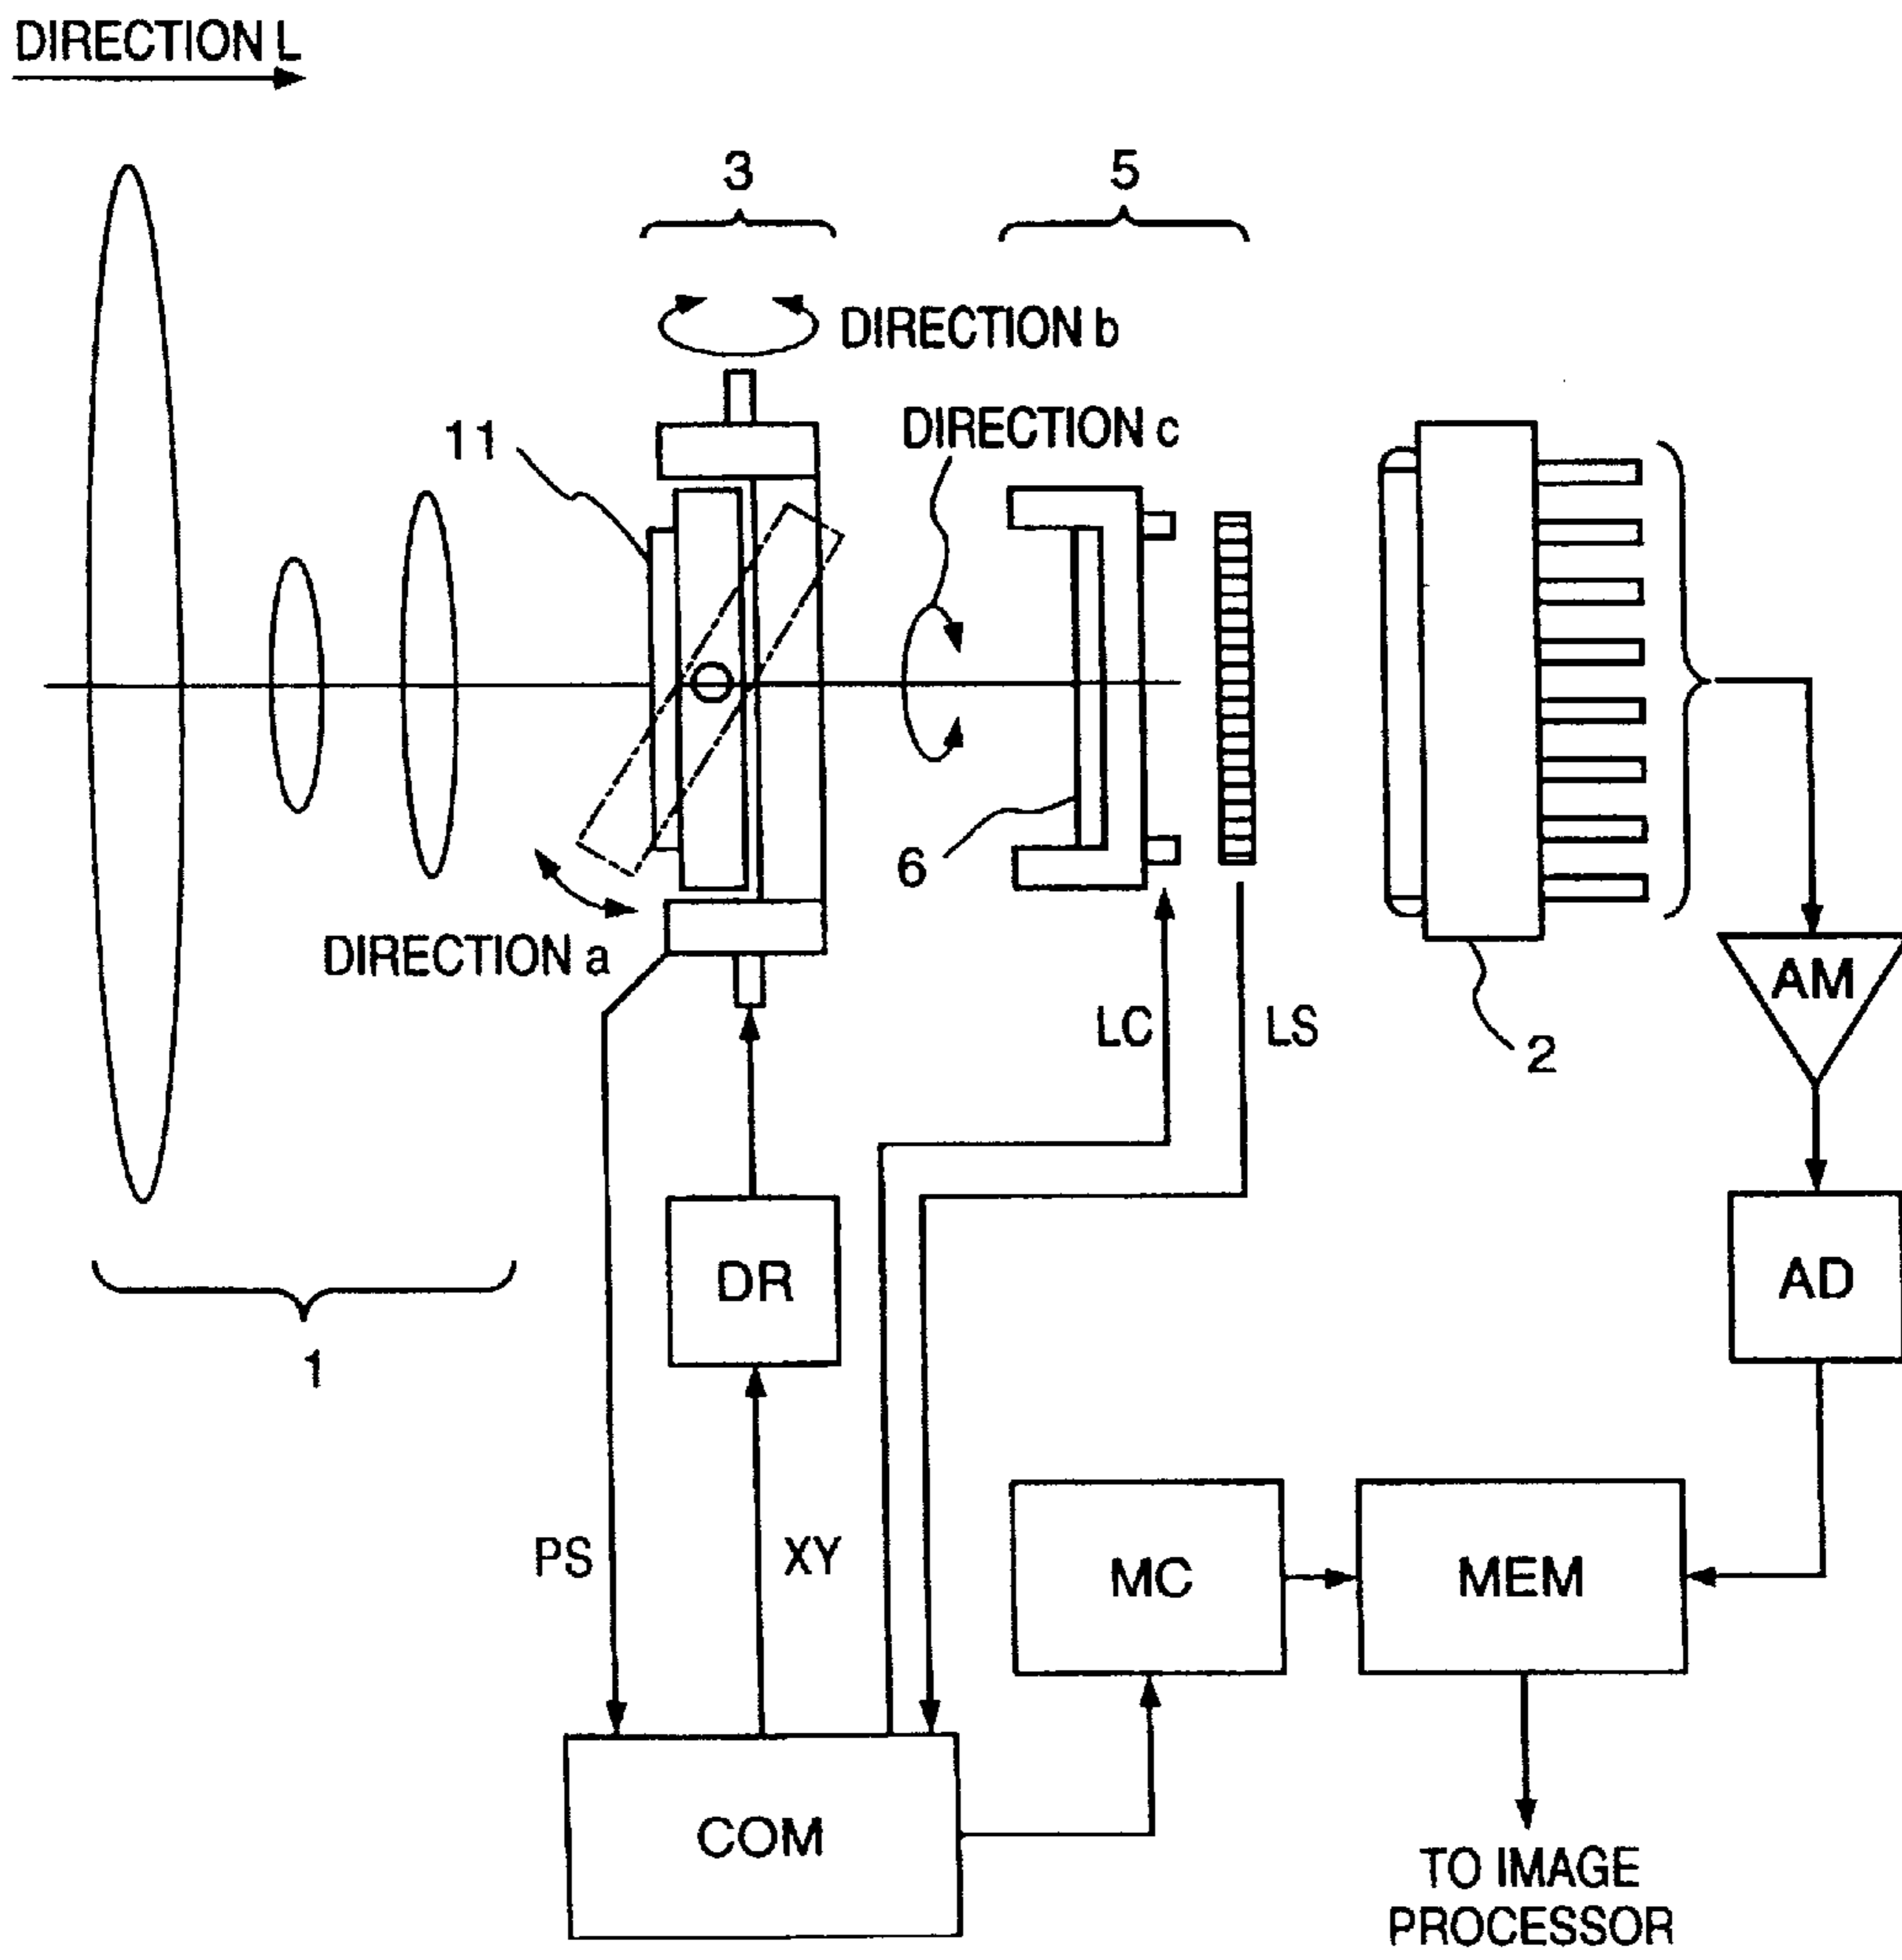 DIRECTION L
3
5
DIRECTION b
11
DIRECTION c
6
DIRECTION a
LC
LS
2
AM
1
DR
AD
PS
XY
MC
MEM
COM
TO IMAGE
PROCESSOR